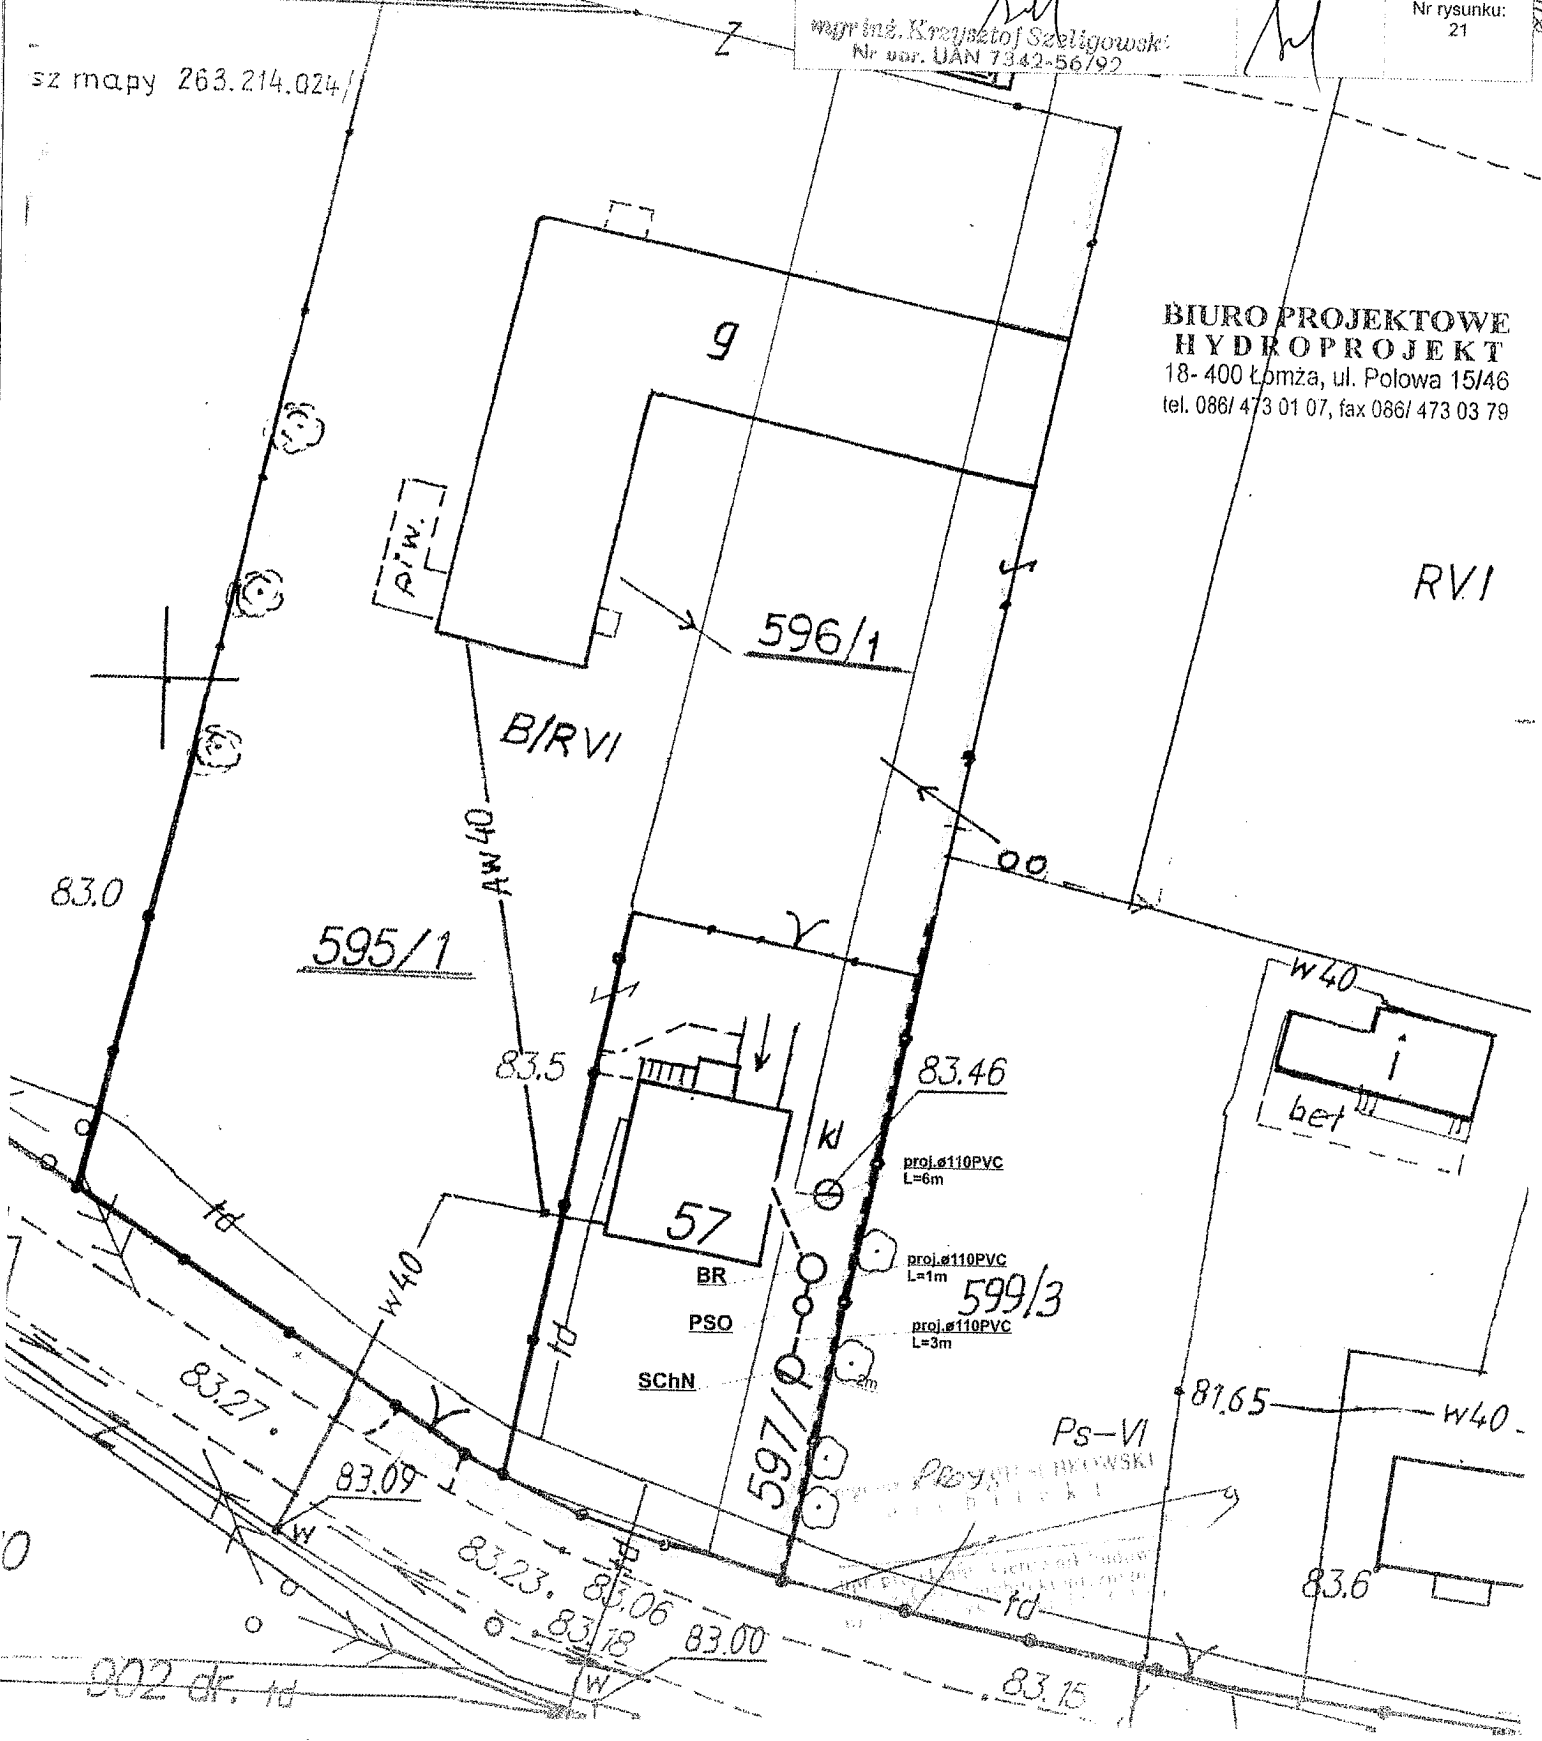 Z
mgr inż. Krzysztof Szeligowski
Nr upr. UAN 7342-56/92
Nr rysunku:
21
sz mapy 263.214.024/
g
BIURO PROJEKTOWE
HYDROPROJEKT
18- 400 Łomża, ul. Polowa 15/46
tel. 086/ 473 01 07, fax 086/ 473 03 79
piw.
RVI
596/1
B/RVI
AW40
83.0
595/1
w40
83.5
83.46
i
bet
kl
proj.ø110PVC
L=6m
57
td
BR
proj.ø110PVC
L=1m
599/3
w40
PSO
proj.ø110PVC
L=3m
td
SChN
2m
83.27
81.65
w40
597/1
Ps-VI
83.09
w
83.23
83.06
83.18
83.00
83.6
td
w
902 dr. td
83.15